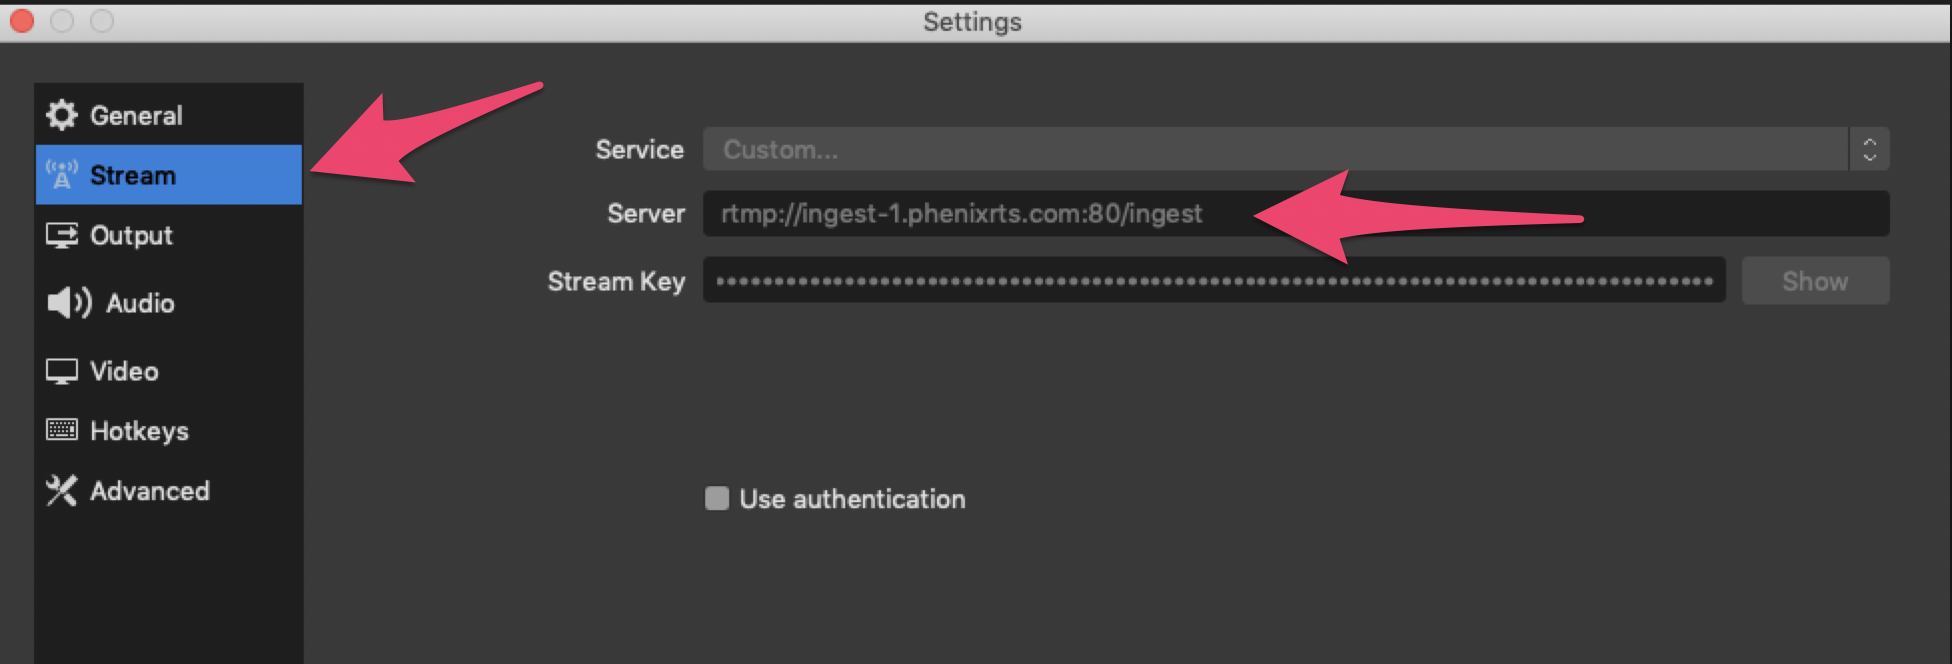 Settings
General
Stream
Output
Audio
Video
Hotkeys
Advanced
Service Custom...
Server rtmp://ingest-1.phenixrts.com:80/ingest
Stream Key •••••••••••••••••••••••••••••••••••••••••••••••••••••••••••••••••••••••••••••••••• Show
Use authentication